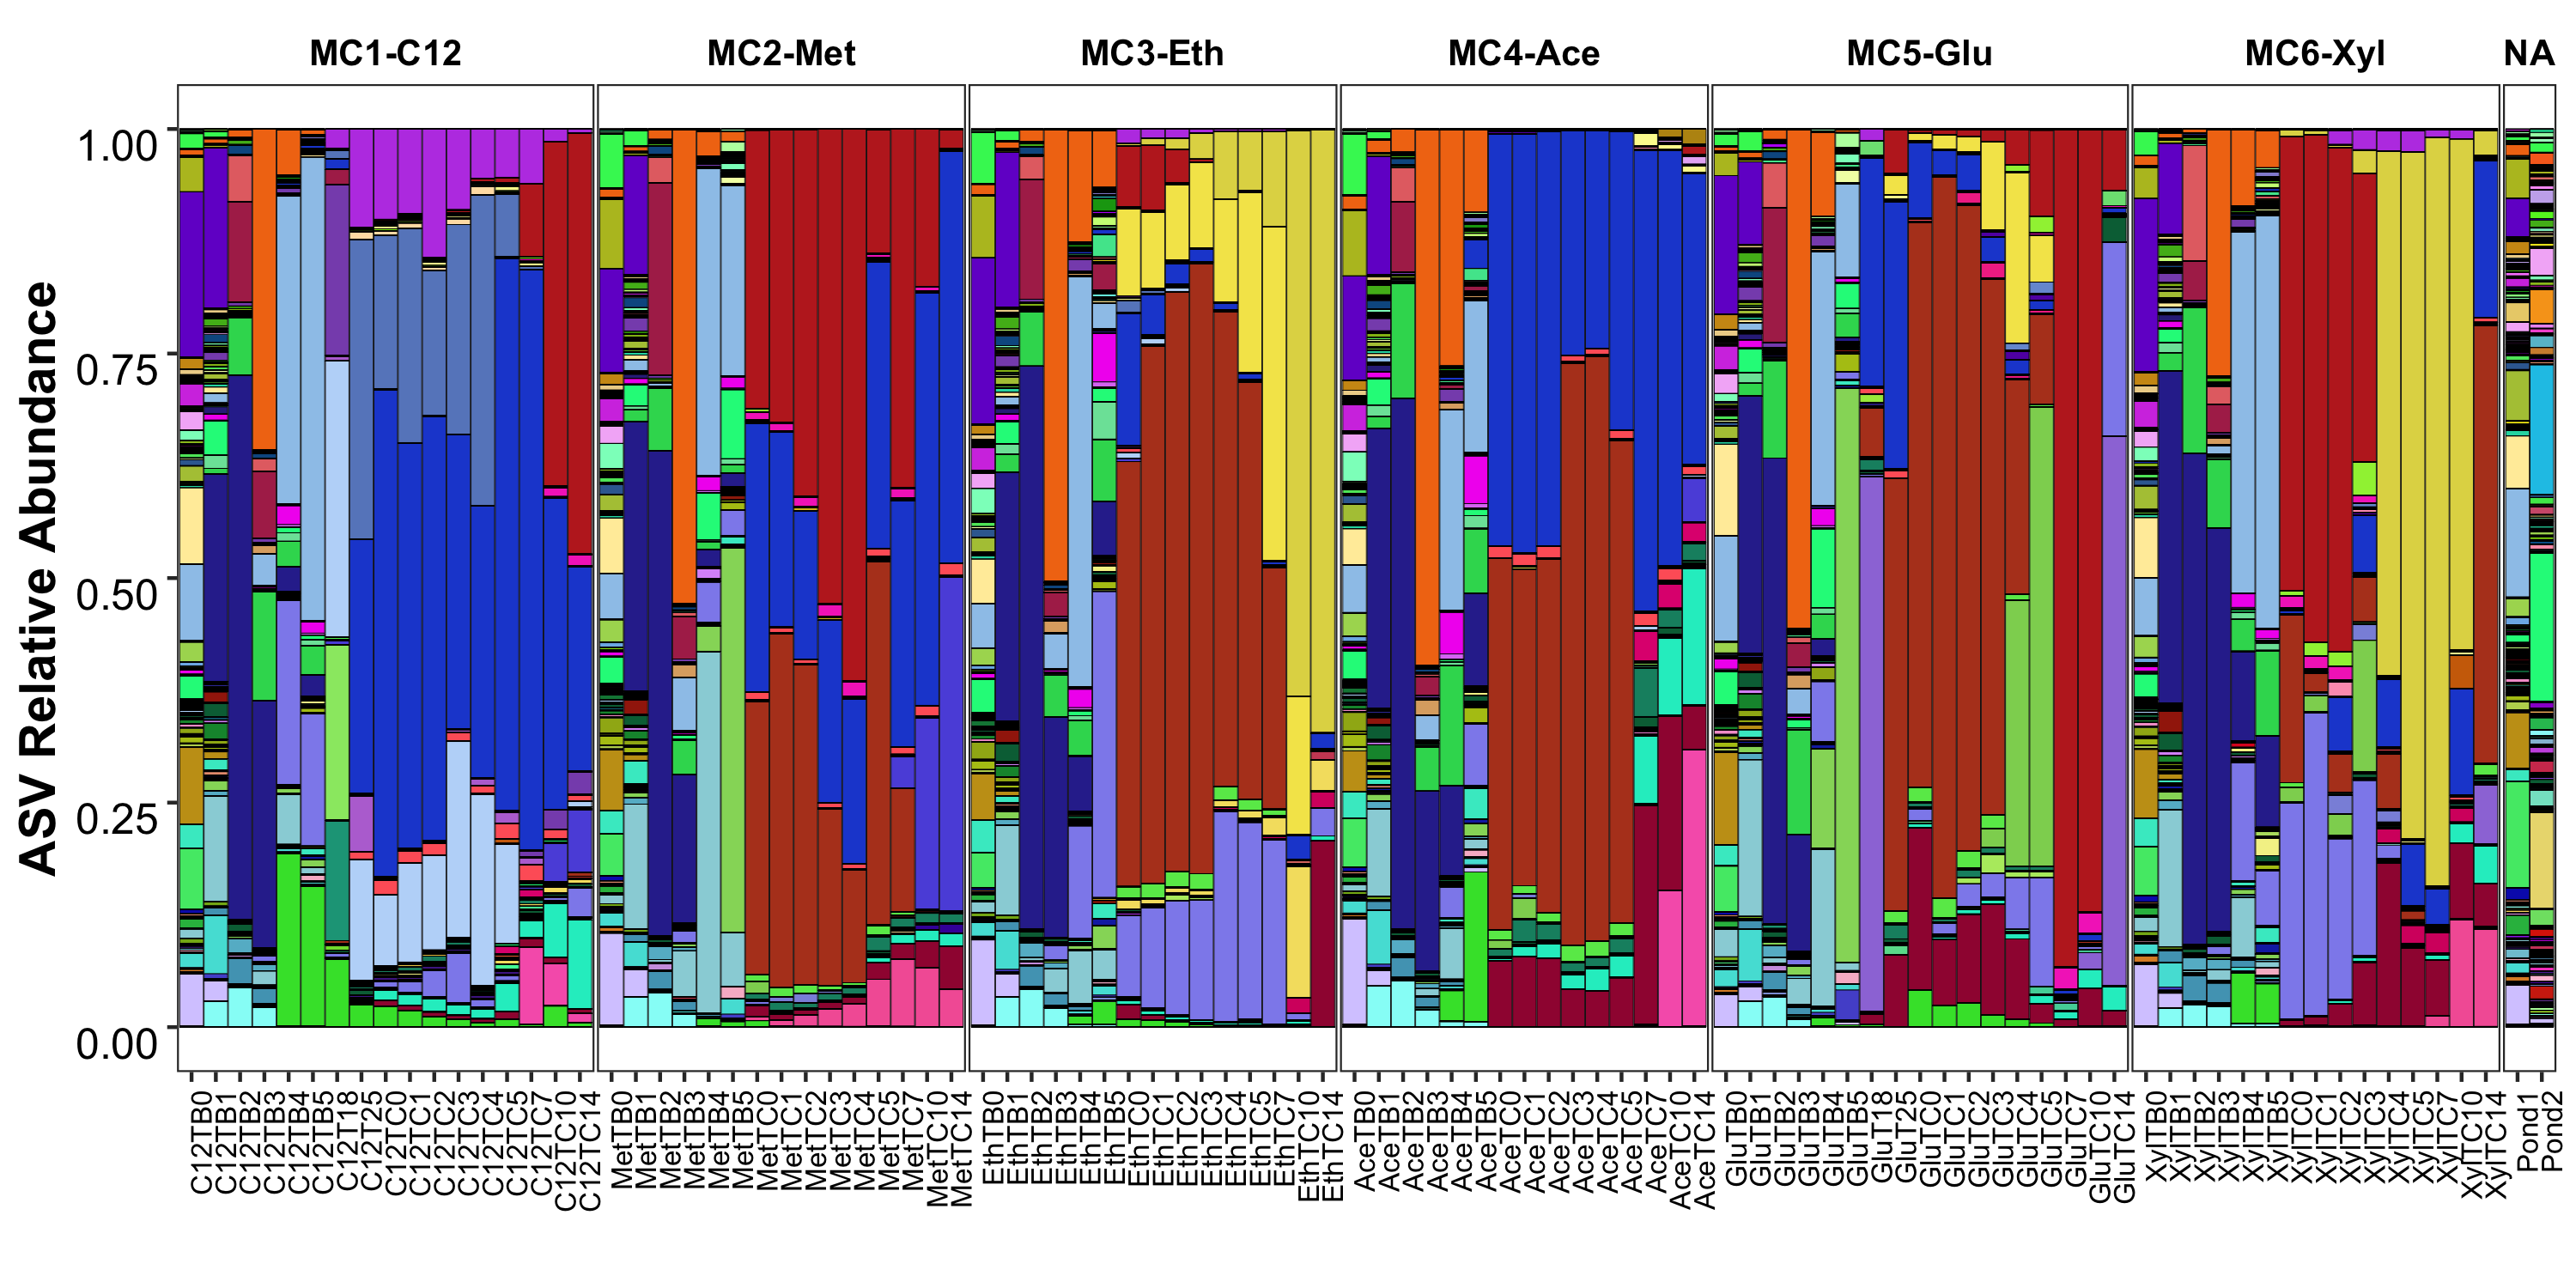 MC1-C12 MC2-Met MC3-Eth MC4-Ace MC5-Glu MC6-Xyl NA
ASV Relative Abundance
1.00
0.75
0.50
0.25
0.00
C12TB0
C12TB1
C12TB2
C12TB3
C12TB4
C12TB5
C12T18
C12T25
C12TC0
C12TC1
C12TC2
C12TC3
C12TC4
C12TC5
C12TC7
C12TC10
C12TC14
MetTB0
MetTB1
MetTB2
MetTB3
MetTB4
MetTB5
MetTC0
MetTC1
MetTC2
MetTC3
MetTC4
MetTC5
MetTC7
MetTC10
MetTC14
EthTB0
EthTB1
EthTB2
EthTB3
EthTB4
EthTB5
EthTC0
EthTC1
EthTC2
EthTC3
EthTC4
EthTC5
EthTC7
EthTC10
EthTC14
AceTB0
AceTB1
AceTB2
AceTB3
AceTB4
AceTB5
AceTC0
AceTC1
AceTC2
AceTC3
AceTC4
AceTC5
AceTC7
AceTC10
AceTC14
GluTB0
GluTB1
GluTB2
GluTB3
GluTB4
GluTB5
GluT18
GluT25
GluTC0
GluTC1
GluTC2
GluTC3
GluTC4
GluTC5
GluTC7
GluTC10
GluTC14
XylTB0
XylTB1
XylTB2
XylTB3
XylTB4
XylTB5
XylTC0
XylTC1
XylTC2
XylTC3
XylTC4
XylTC5
XylTC7
XylTC10
XylTC14
Pond1
Pond2